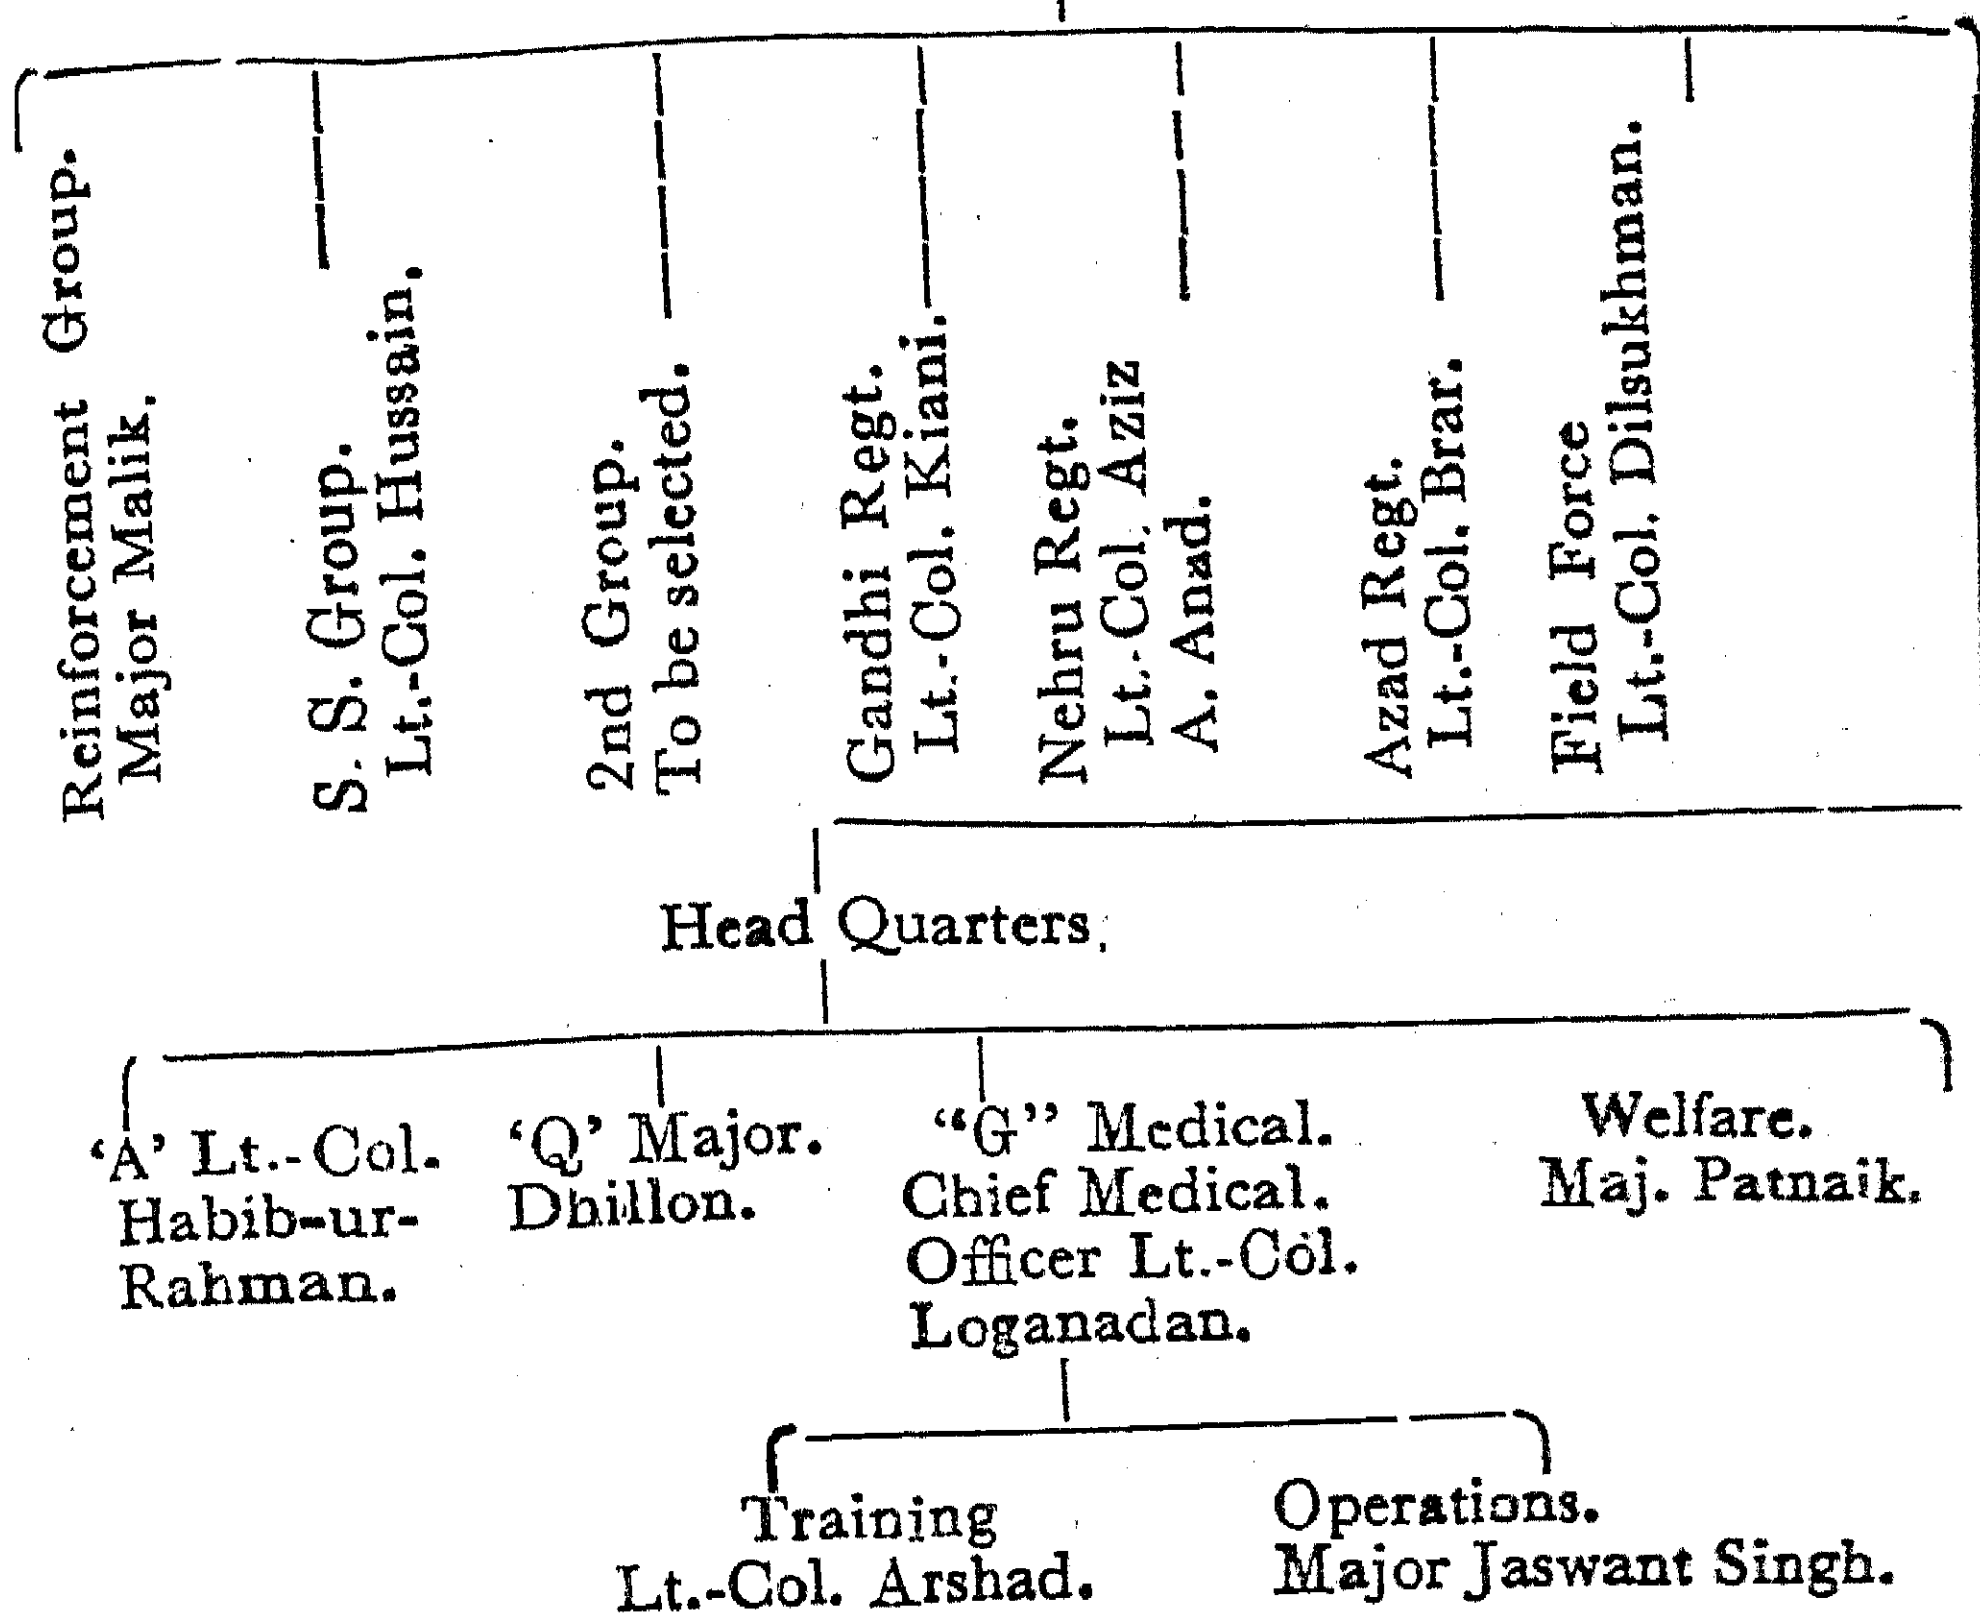 Reinforcement Group.
Major Malik.
S. S. Group.
Lt.-Col. Hussain.
2nd Group.
To be selected.
Gandhi Regt.
Lt.-Col. Kiani.
Nehru Regt.
Lt.-Col. Aziz
A. Anad.
Azad Regt.
Lt.-Col. Brar.
Field Force
Lt.-Col. Dilsukhman.
Head Quarters.
'A' Lt.-Col.
Habib-ur-
Rahman.
'Q' Major.
Dhillon.
"G" Medical.
Chief Medical.
Officer Lt.-Col.
Loganadan.
Welfare.
Maj. Patnaik.
Training
Lt.-Col. Arshad.
Operations.
Major Jaswant Singh.